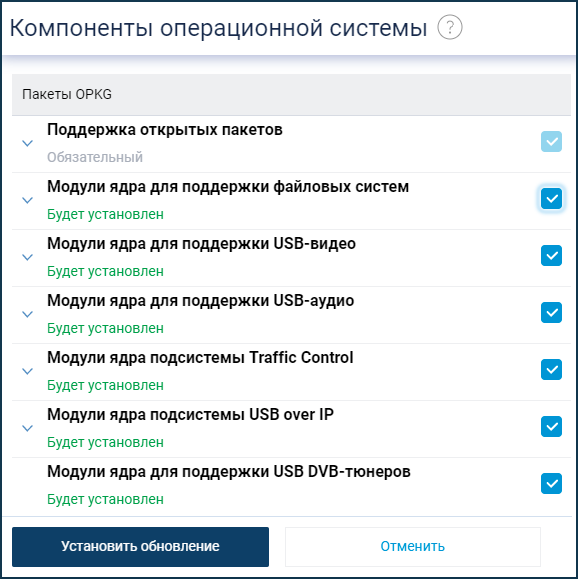 Компоненты операционной системы ?
Пакеты OPKG
Поддержка открытых пакетов
Обязательный
Модули ядра для поддержки файловых систем
Будет установлен
Модули ядра для поддержки USB-видео
Будет установлен
Модули ядра для поддержки USB-аудио
Будет установлен
Модули ядра подсистемы Traffic Control
Будет установлен
Модули ядра подсистемы USB over IP
Будет установлен
Модули ядра для поддержки USB DVB-тюнеров
Будет установлен
Установить обновление
Отменить